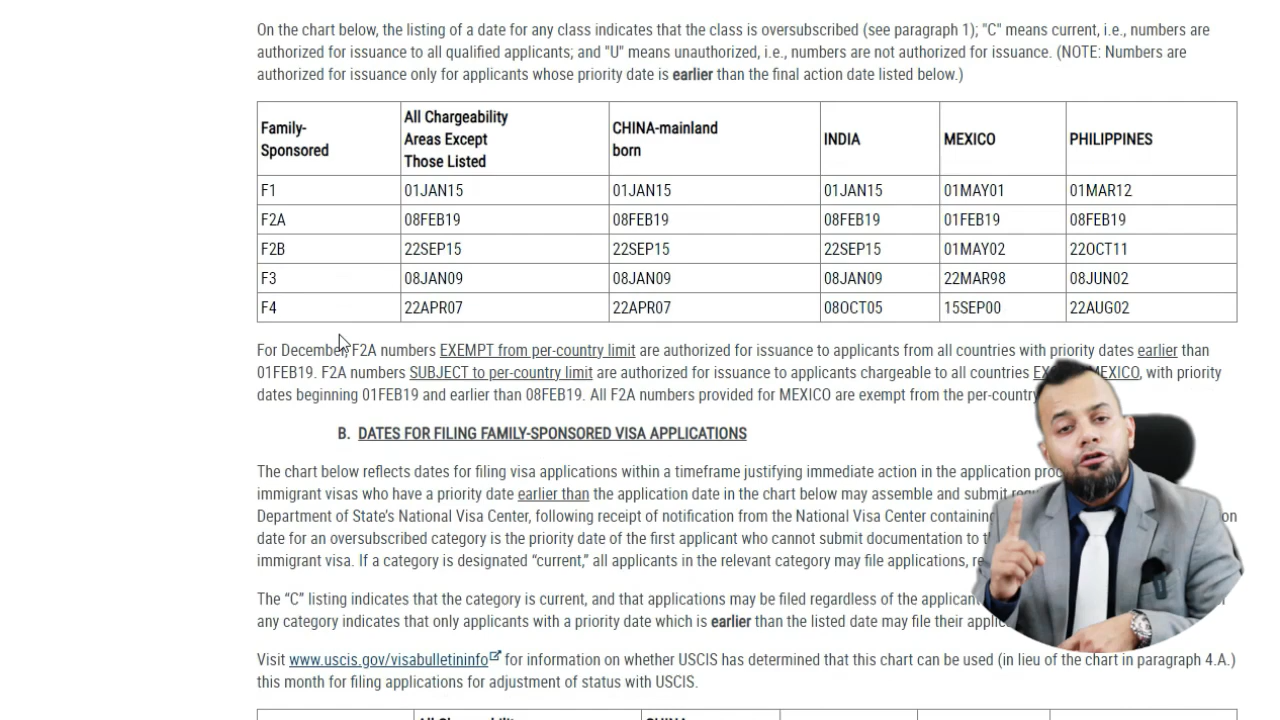 On the chart below, the listing of a date for any class indicates that the class is oversubscribed (see paragraph 1); "C" means current, i.e., numbers are
authorized for issuance to all qualified applicants; and "U" means unauthorized, i.e., numbers are not authorized for issuance. (NOTE: Numbers are
authorized for issuance only for applicants whose priority date is earlier than the final action date listed below.)
Family-Sponsored All Chargeability Areas Except Those Listed CHINA-mainland born INDIA MEXICO PHILIPPINES
F1 01JAN15 01JAN15 01JAN15 01MAY01 01MAR12
F2A 08FEB19 08FEB19 08FEB19 01FEB19 08FEB19
F2B 22SEP15 22SEP15 22SEP15 01MAY02 22OCT11
F3 08JAN09 08JAN09 08JAN09 22MAR98 08JUN02
F4 22APR07 22APR07 08OCT05 15SEP00 22AUG02
For December, F2A numbers EXEMPT from per-country limit are authorized for issuance to applicants from all countries with priority dates earlier than
01FEB19. F2A numbers SUBJECT to per-country limit are authorized for issuance to applicants chargeable to all countries MEXICO, with priority
dates beginning 01FEB19 and earlier than 08FEB19. All F2A numbers provided for MEXICO are exempt from the per-country
B. DATES FOR FILING FAMILY-SPONSORED VISA APPLICATIONS
The chart below reflects dates for filing visa applications within a timeframe justifying immediate action in the application
immigrant visas who have a priority date earlier than the application date in the chart below may assemble and submit
Department of State's National Visa Center, following receipt of notification from the National Visa Center on
date for an oversubscribed category is the priority date of the first applicant who cannot submit documentation to
immigrant visa. If a category is designated “current,” all applicants in the relevant category may file applications,
The “C” listing indicates that the category is current, and that applications may be filed regardless of the
any category indicates that only applicants with a priority date which is earlier than the listed date may file their
Visit www.uscis.gov/visabulletininfo for information on whether USCIS has determined that this chart can be used (in lieu of the chart in paragraph 4.A.)
this month for filing applications for adjustment of status with USCIS.